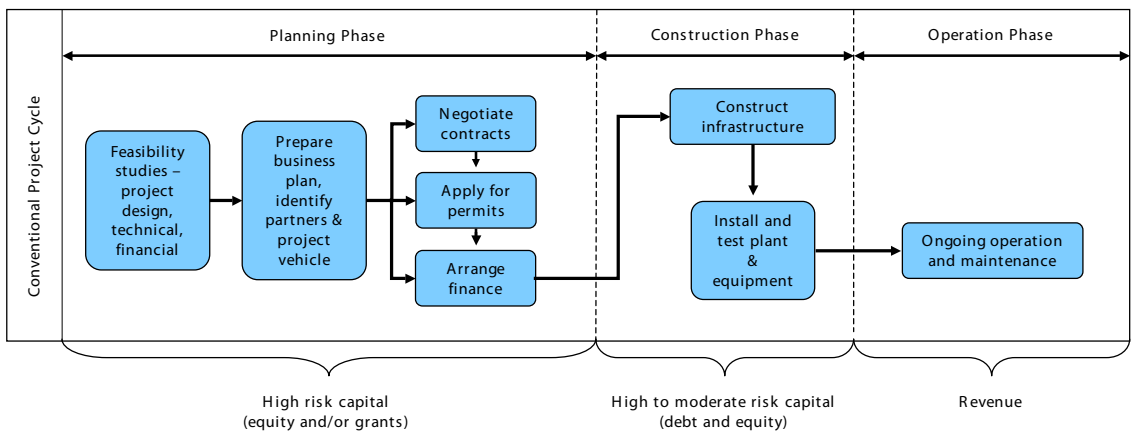 Planning Phase
Construction Phase
Operation Phase
Conventional Project Cycle
Feasibility
studies –
project
design,
technical,
financial
Prepare
business
plan,
identify
partners &
project
vehicle
Negotiate
contracts
Apply for
permits
Arrange
finance
Construct
infrastructure
Install and
test plant
&
equipment
Ongoing operation
and maintenance
High risk capital
(equity and/or grants)
High to moderate risk capital
(debt and equity)
Revenue